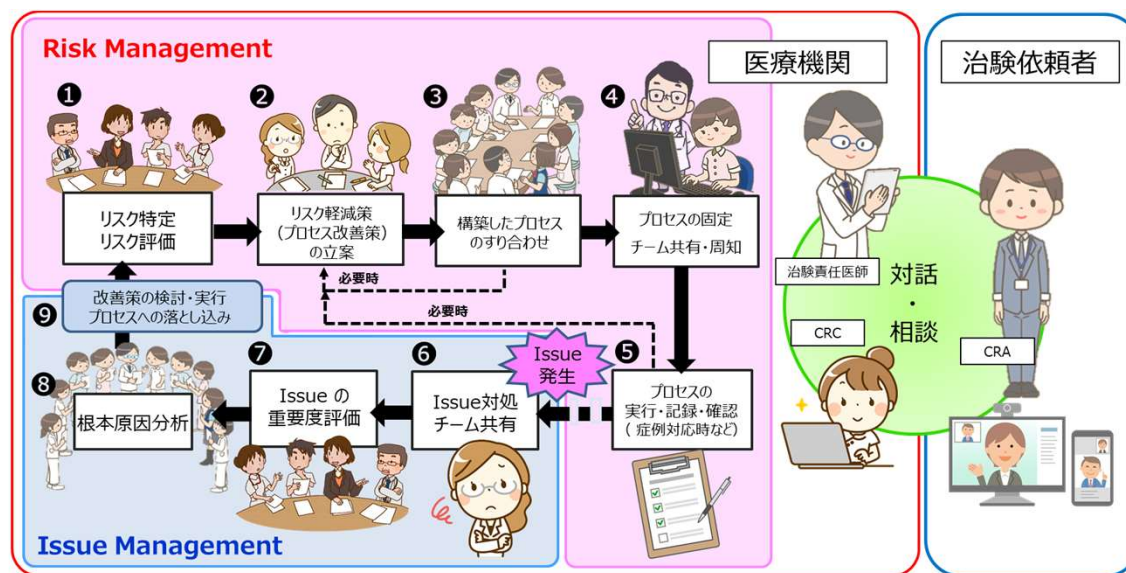 Risk Management
医療機関
治験依頼者
❶
❷
❸
❹
リスク特定
リスク評価
リスク軽減策
(プロセス改善策)
の立案
構築したプロセス
のすり合わせ
プロセスの固定
チーム共有・周知
必要時
必要時
治験責任医師
対話
・
相談
CRC
CRA
❾
改善策の検討・実行
プロセスへの落とし込み
❽
根本原因分析
❼
Issue の
重要度評価
❻
Issue対処
チーム共有
Issue
発生
❺
プロセスの
実行・記録・確認
( 症例対応時など)
Issue Management